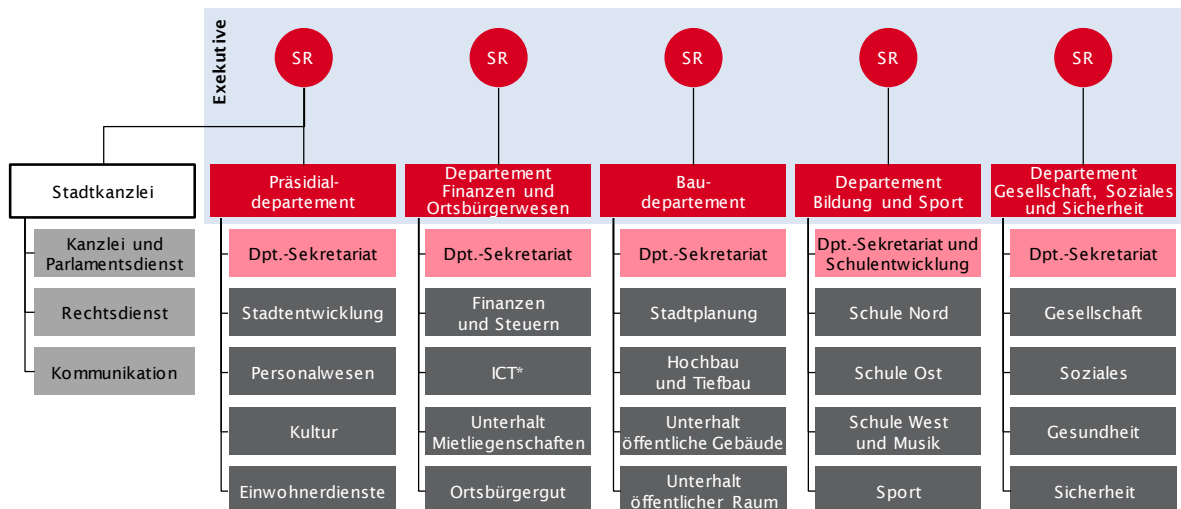 Exekutive
SR
SR
SR
SR
SR
Stadtkanzlei
Kanzlei und
Parlamentsdienst
Rechtsdienst
Kommunikation
Präsidial-
departement
Dpt.-Sekretariat
Stadtentwicklung
Personalwesen
Kultur
Einwohnerdienste
Departement
Finanzen und
Ortsbürgerwesen
Dpt.-Sekretariat
Finanzen
und Steuern
ICT*
Unterhalt
Mietliegenschaften
Ortsbürgergut
Bau-
departement
Dpt.-Sekretariat
Stadtplanung
Hochbau
und Tiefbau
Unterhalt
öffentliche Gebäude
Unterhalt
öffentlicher Raum
Departement
Bildung und Sport
Dpt.-Sekretariat und
Schulentwicklung
Schule Nord
Schule Ost
Schule West
und Musik
Sport
Departement
Gesellschaft, Soziales
und Sicherheit
Dpt.-Sekretariat
Gesellschaft
Soziales
Gesundheit
Sicherheit